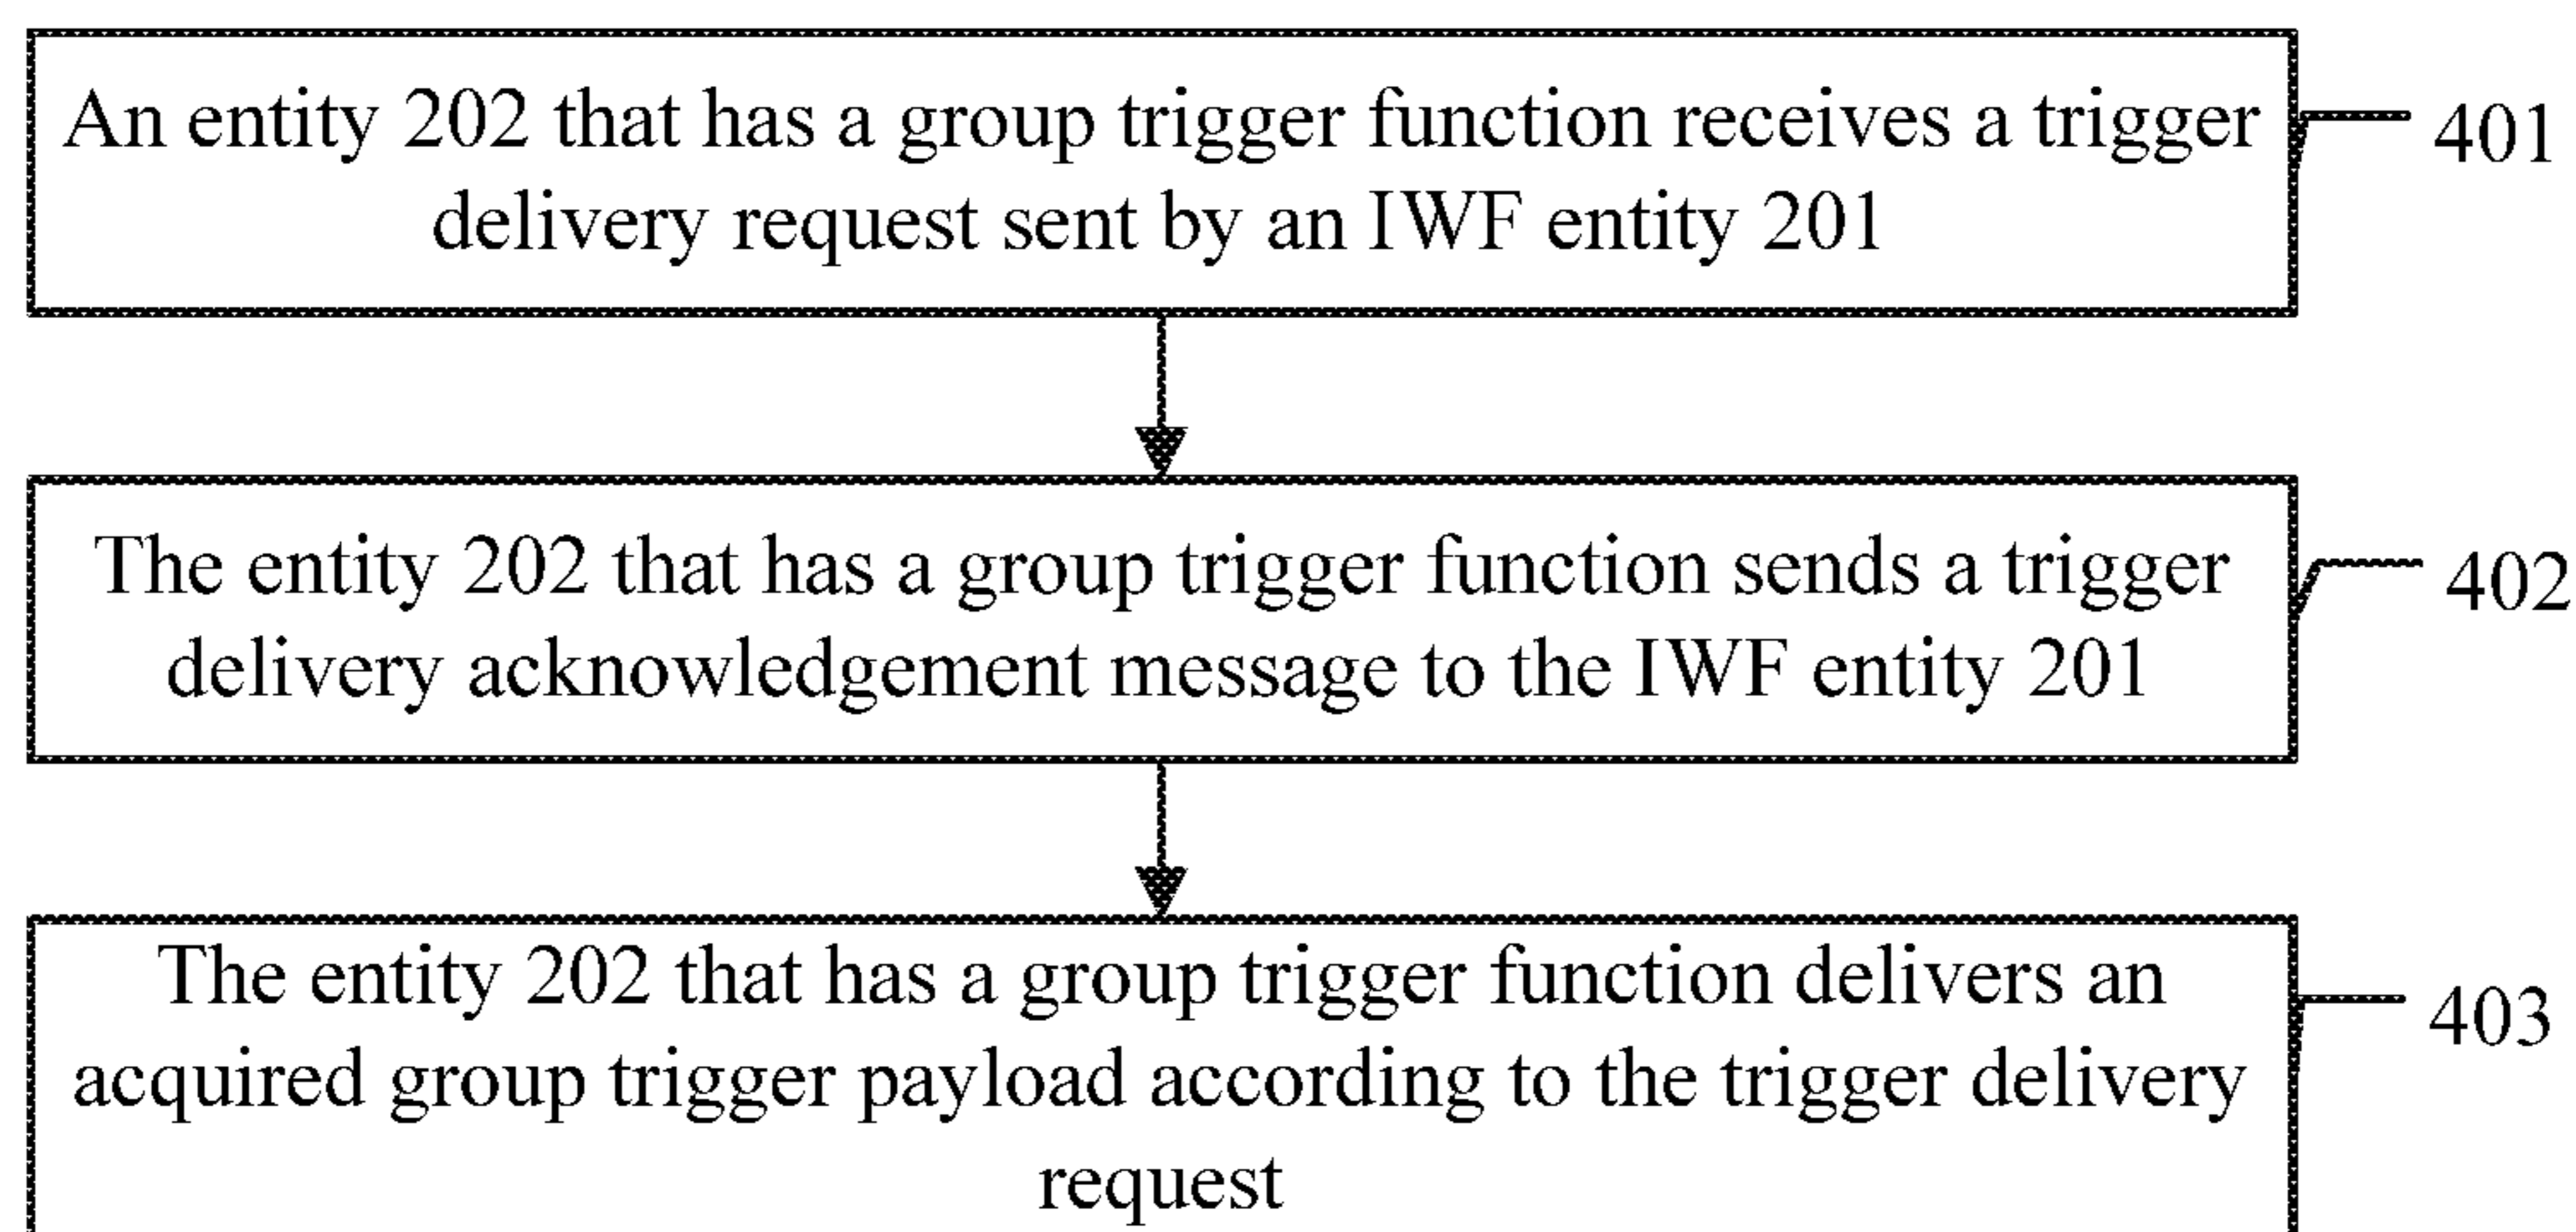 An entity 202 that has a group trigger function receives a trigger
delivery request sent by an IWF entity 201
401
The entity 202 that has a group trigger function sends a trigger
delivery acknowledgement message to the IWF entity 201
402
The entity 202 that has a group trigger function delivers an
acquired group trigger payload according to the trigger delivery
request
403